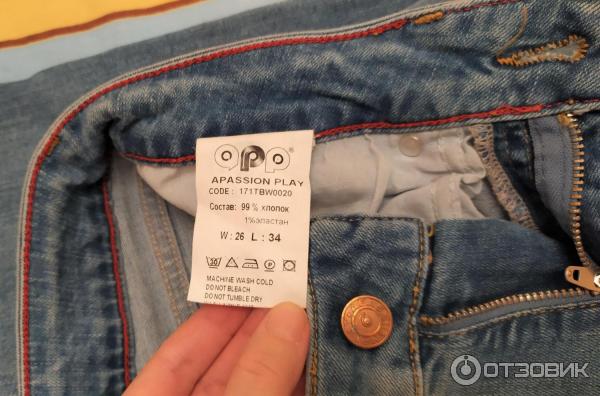 app
APASSION PLAY
CODE : 171TBW0020
Состав: 99 % хлопок
1%эластан
W : 26 L : 34
MACHINE WASH COLD
DO NOT BLEACH
DO NOT TUMBLE DRY
ОТЗОВИК